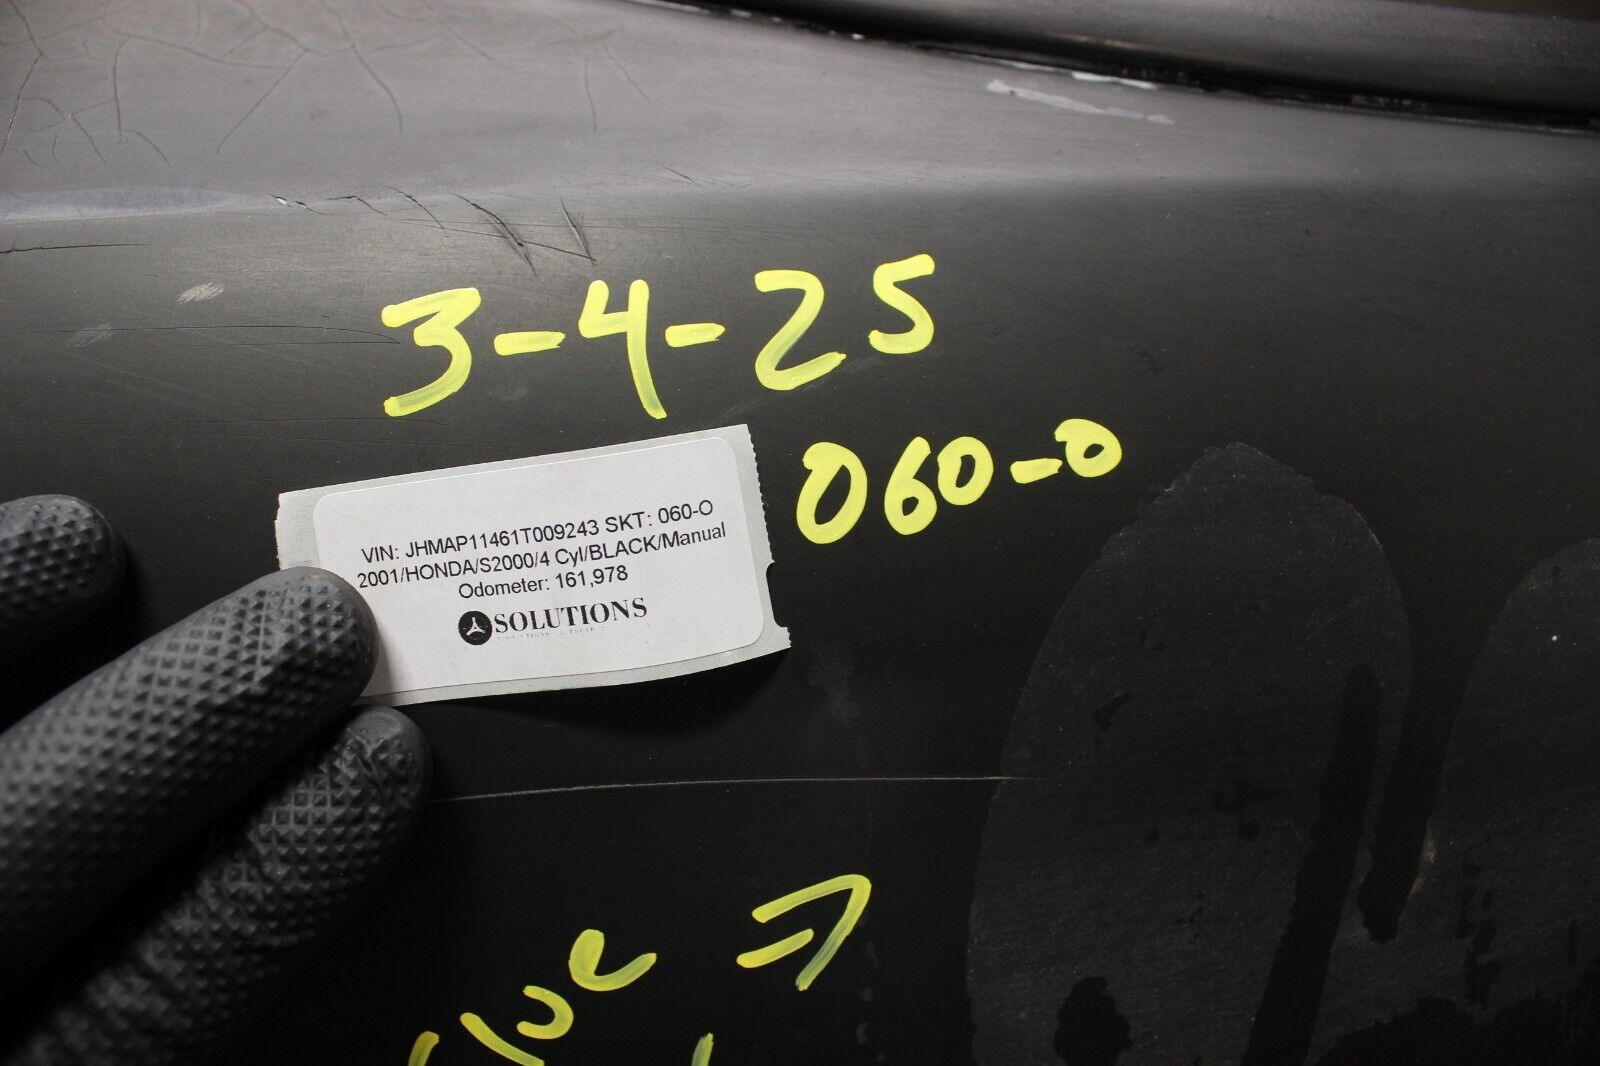 3-4-25
060-0
VIN: JHMAP11461T009243 SKT: 060-O
2001/HONDA/S2000/4 Cyl/BLACK/Manual
Odometer: 161,978
SOLUTIONS